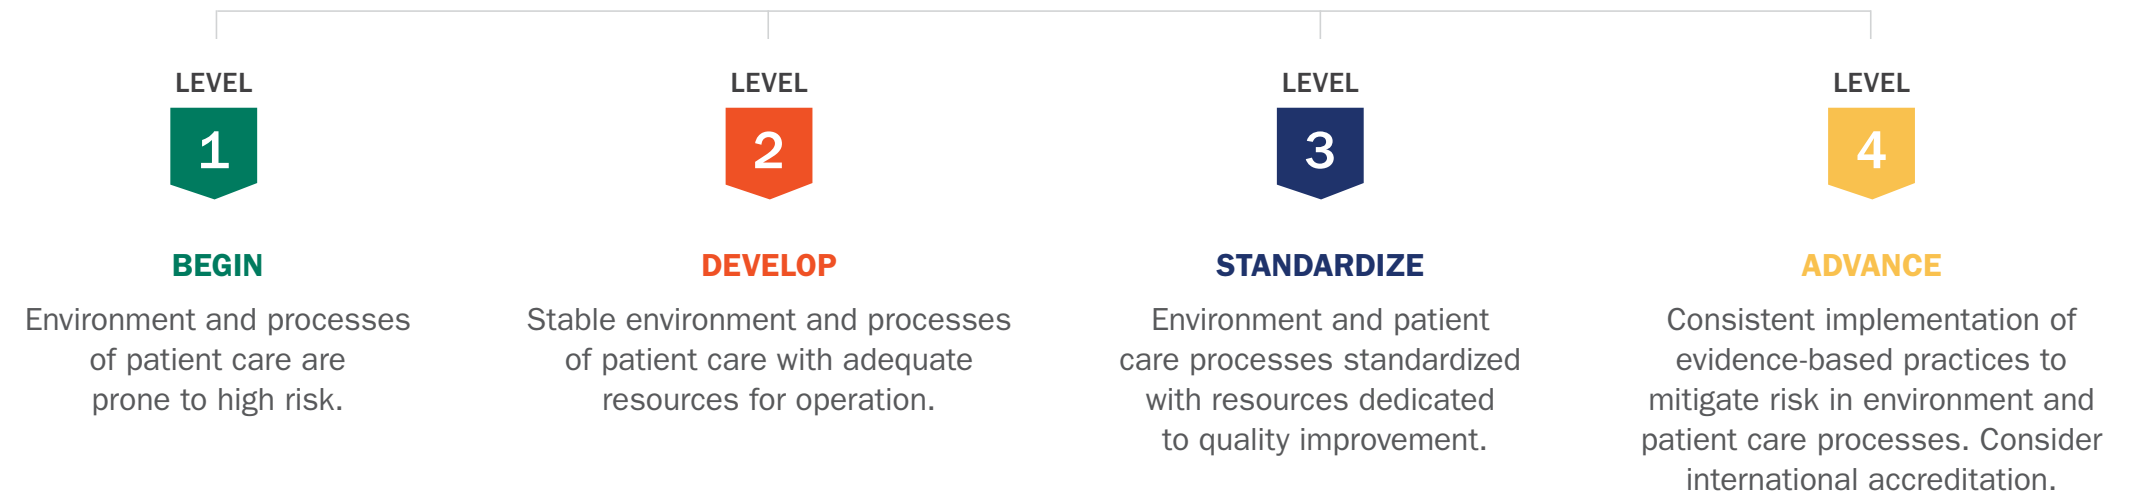 LEVEL
1
BEGIN
Environment and processes
of patient care are
prone to high risk.
LEVEL
2
DEVELOP
Stable environment and processes
of patient care with adequate
resources for operation.
LEVEL
3
STANDARDIZE
Environment and patient
care processes standardized
with resources dedicated
to quality improvement.
LEVEL
4
ADVANCE
Consistent implementation of
evidence-based practices to
mitigate risk in environment and
patient care processes. Consider
international accreditation.